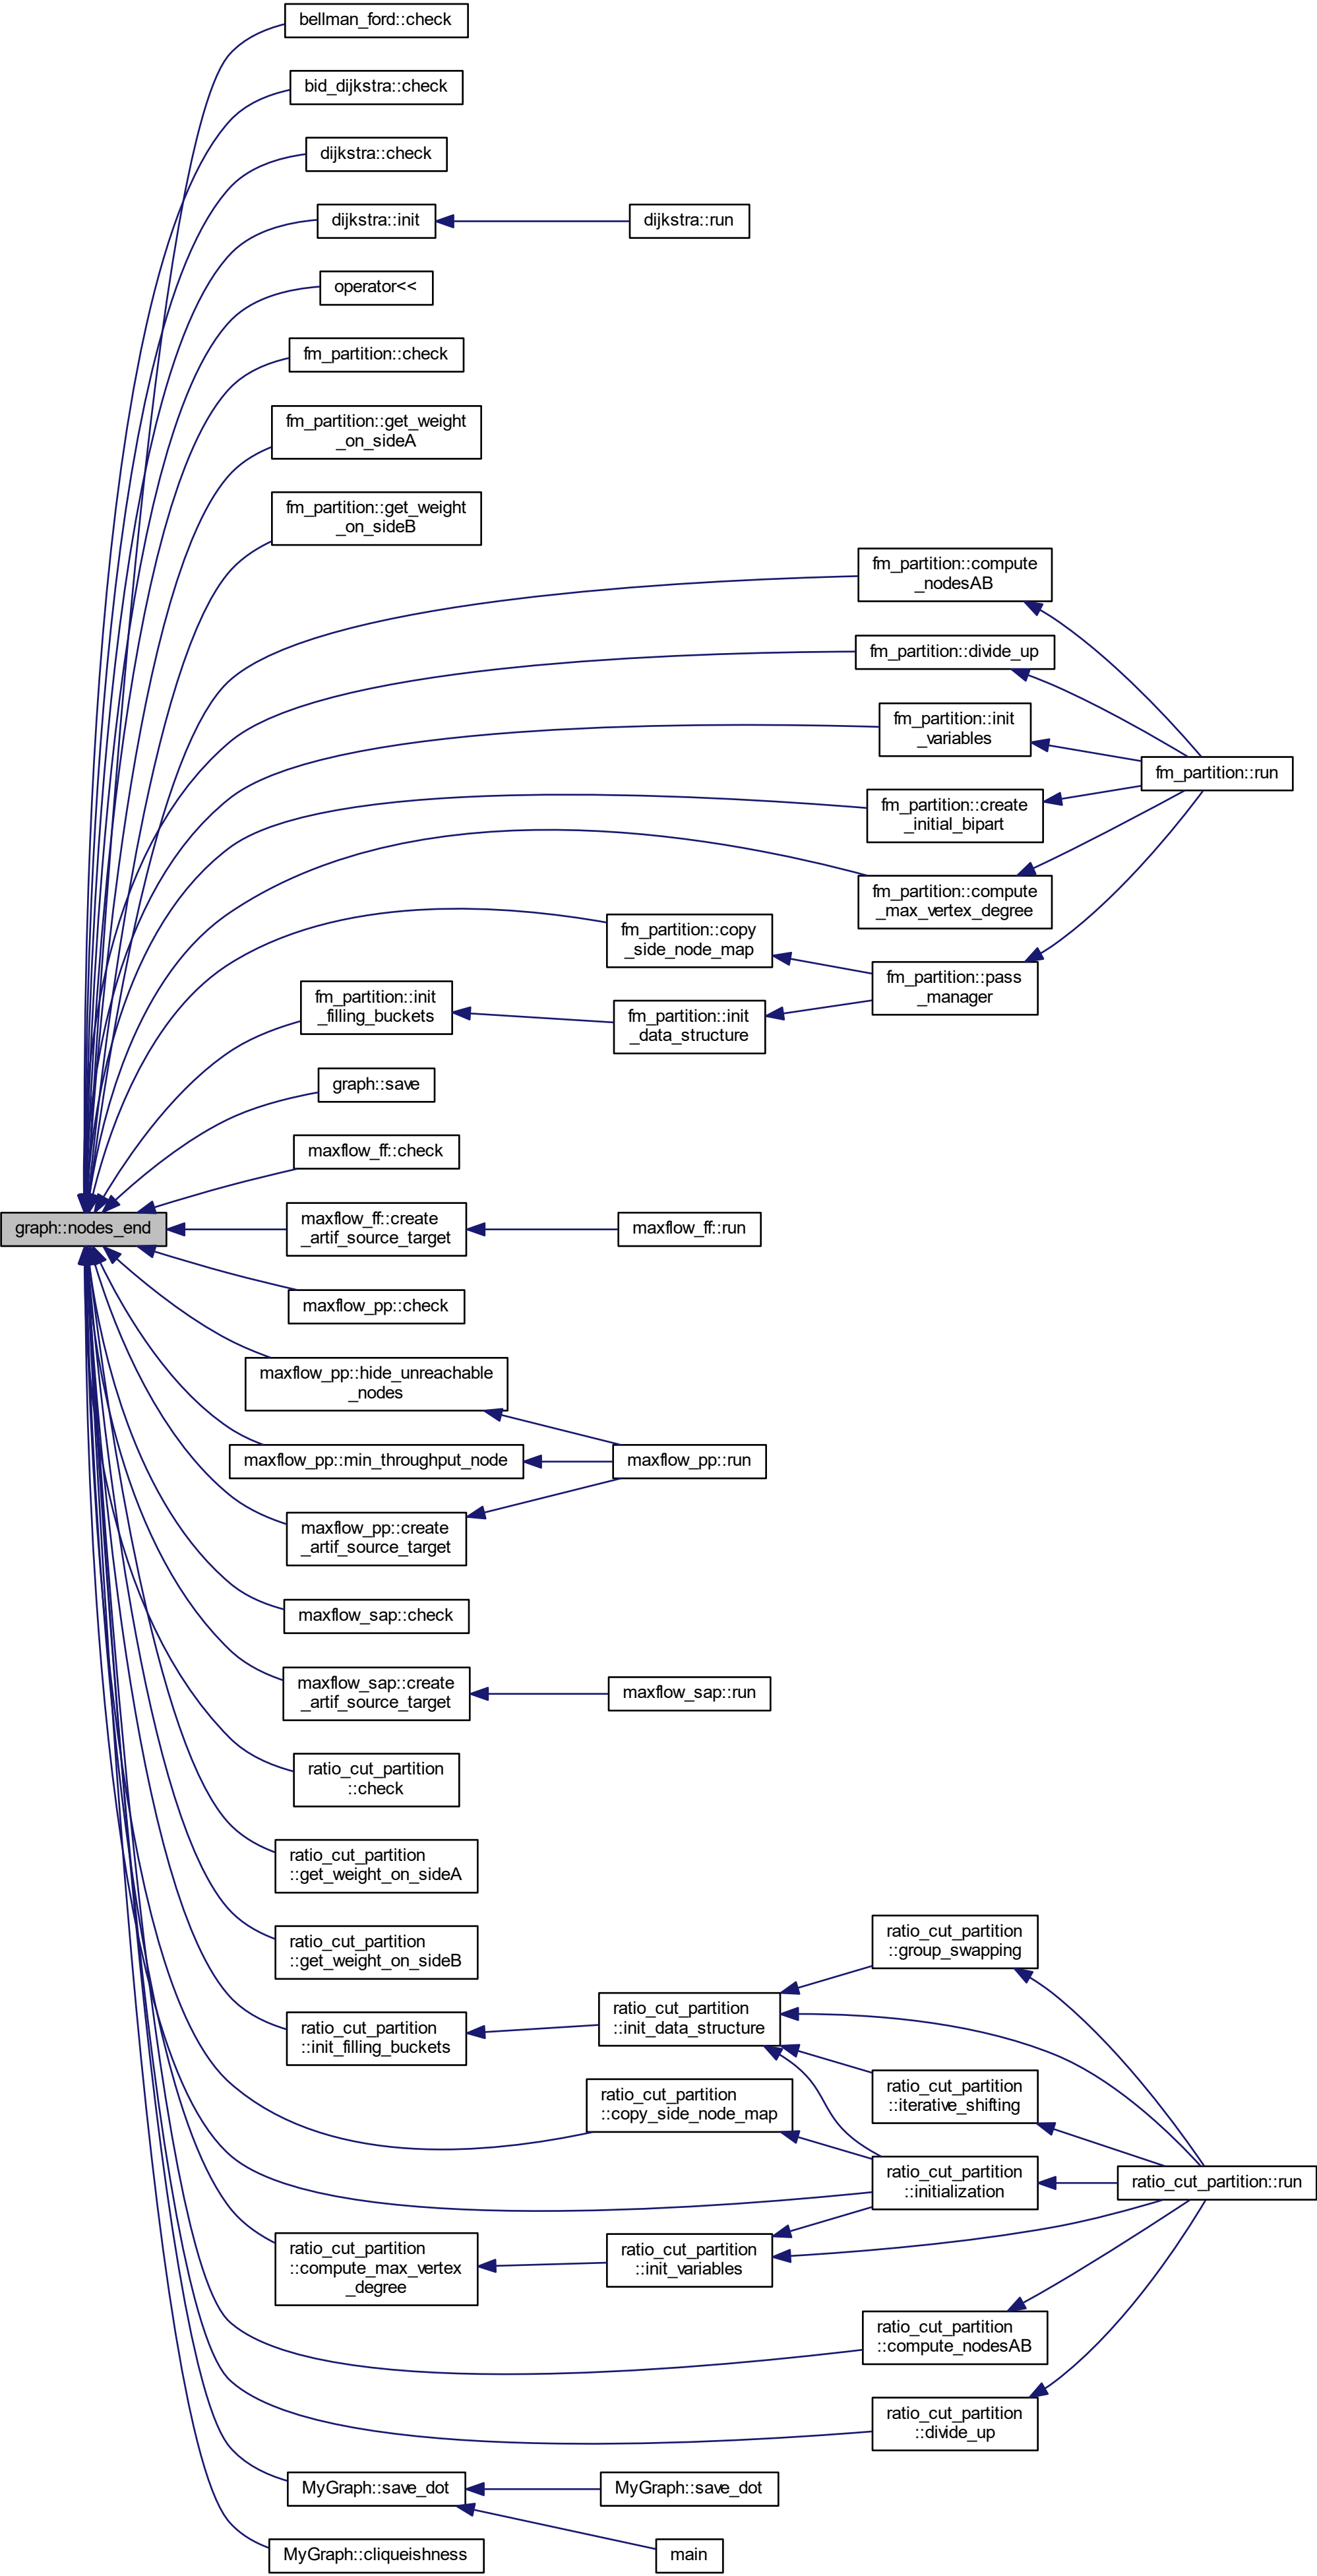 bellman_ford::check
bid_dijkstra::check
dijkstra::check
dijkstra::init
dijkstra::run
operator<<
fm_partition::check
fm_partition::get_weight
_on_sideA
fm_partition::get_weight
_on_sideB
fm_partition::compute
_nodesAB
fm_partition::divide_up
fm_partition::init
_variables
fm_partition::run
fm_partition::create
_initial_bipart
fm_partition::compute
_max_vertex_degree
fm_partition::copy
_side_node_map
fm_partition::pass
_manager
fm_partition::init
_filling_buckets
fm_partition::init
_data_structure
graph::save
maxflow_ff::check
graph::nodes_end
maxflow_ff::create
_artif_source_target
maxflow_ff::run
maxflow_pp::check
maxflow_pp::hide_unreachable
_nodes
maxflow_pp::min_throughput_node
maxflow_pp::run
maxflow_pp::create
_artif_source_target
maxflow_sap::check
maxflow_sap::create
_artif_source_target
maxflow_sap::run
ratio_cut_partition
::check
ratio_cut_partition
::get_weight_on_sideA
ratio_cut_partition
::get_weight_on_sideB
ratio_cut_partition
::group_swapping
ratio_cut_partition
::init_filling_buckets
ratio_cut_partition
::init_data_structure
ratio_cut_partition
::iterative_shifting
ratio_cut_partition
::copy_side_node_map
ratio_cut_partition
::initialization
ratio_cut_partition::run
ratio_cut_partition
::compute_max_vertex
_degree
ratio_cut_partition
::init_variables
ratio_cut_partition
::compute_nodesAB
ratio_cut_partition
::divide_up
MyGraph::save_dot
MyGraph::save_dot
MyGraph::cliqueishness
main